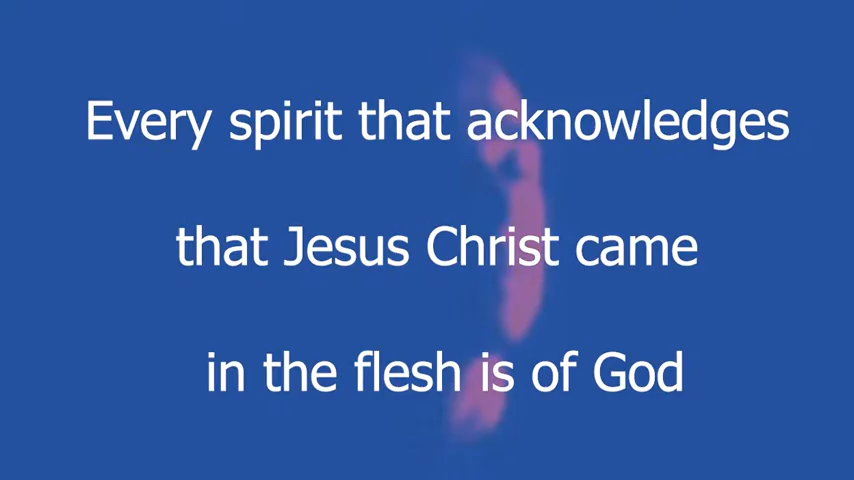 Every spirit that acknowledges
that Jesus Christ came
in the flesh is of God